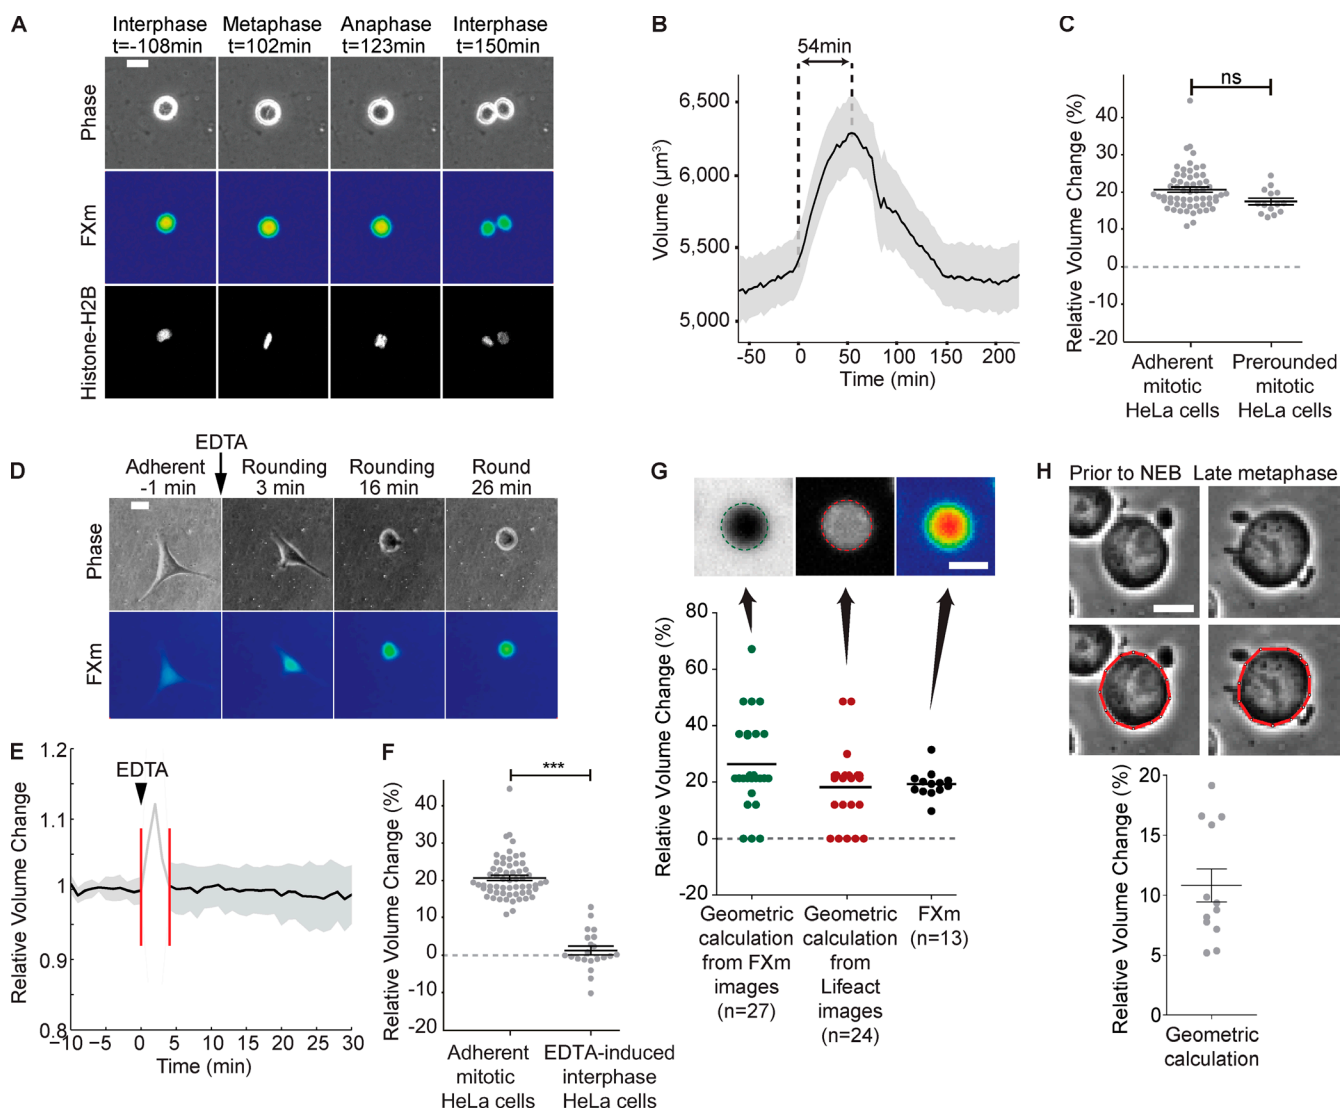 A
Interphase Metaphase Anaphase Interphase
t=-108min t=102min t=123min t=150min
Phase
FXm
Histone-H2B
B
54min
Volume (µm³)
6,500
6,000
5,500
5,000
-50 0 50 100 150 200
Time (min)
C
ns
Relative Volume Change (%)
40
30
20
10
0
-10
-20
Adherent Prerounded
mitotic mitotic
HeLa cells HeLa cells
D
EDTA
Adherent Rounding Rounding Round
-1 min 3 min 16 min 26 min
Phase
FXm
E
EDTA
Relative Volume Change
1.2
1.1
1
0.9
0.8
-10 -5 0 5 10 15 20 25 30
Time (min)
F
***
Relative Volume Change (%)
40
30
20
10
0
-10
-20
Adherent EDTA-induced
mitotic interphase
HeLa cells HeLa cells
G
Relative Volume Change (%)
80
60
40
20
0
-20
Geometric Geometric FXm
calculation calculation (n=13)
from FXm from
images Lifeact
(n=27) images
(n=24)
H
Prior to NEB Late metaphase
Relative Volume Change (%)
20
15
10
5
0
Geometric
calculation